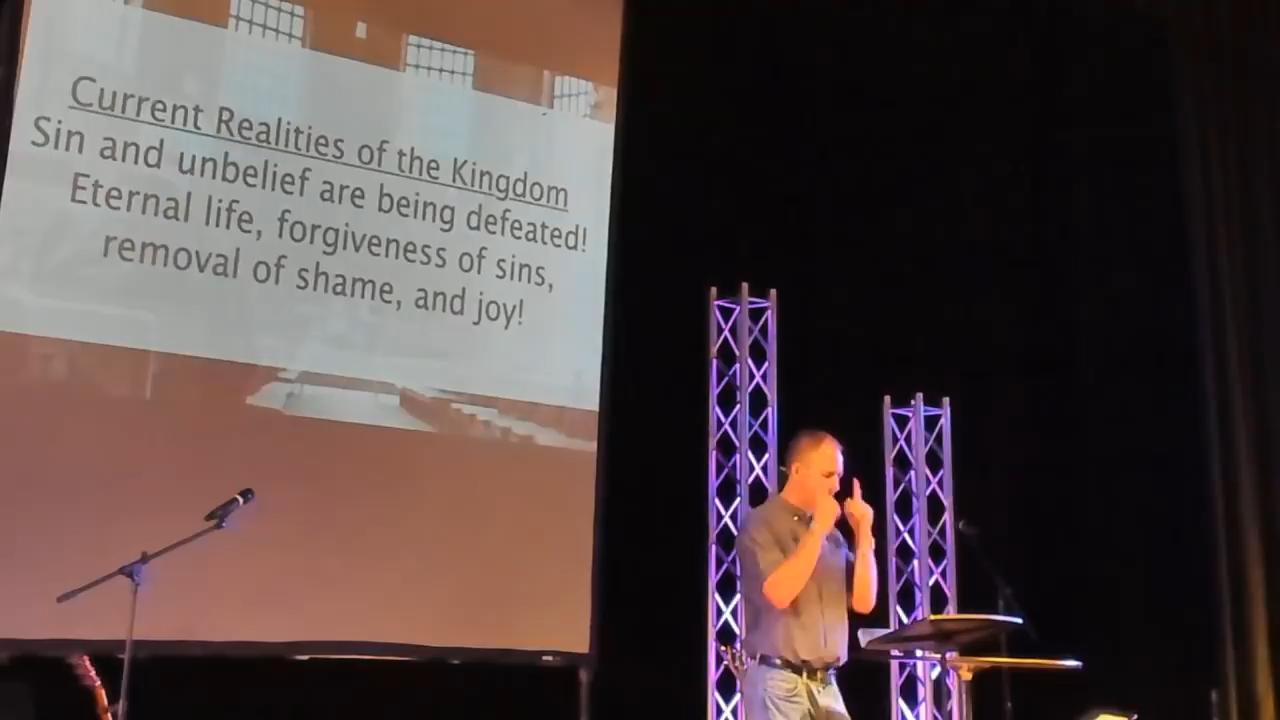 Current Realities of the Kingdom
Sin and unbelief are being defeated!
Eternal life, forgiveness of sins,
removal of shame, and joy!